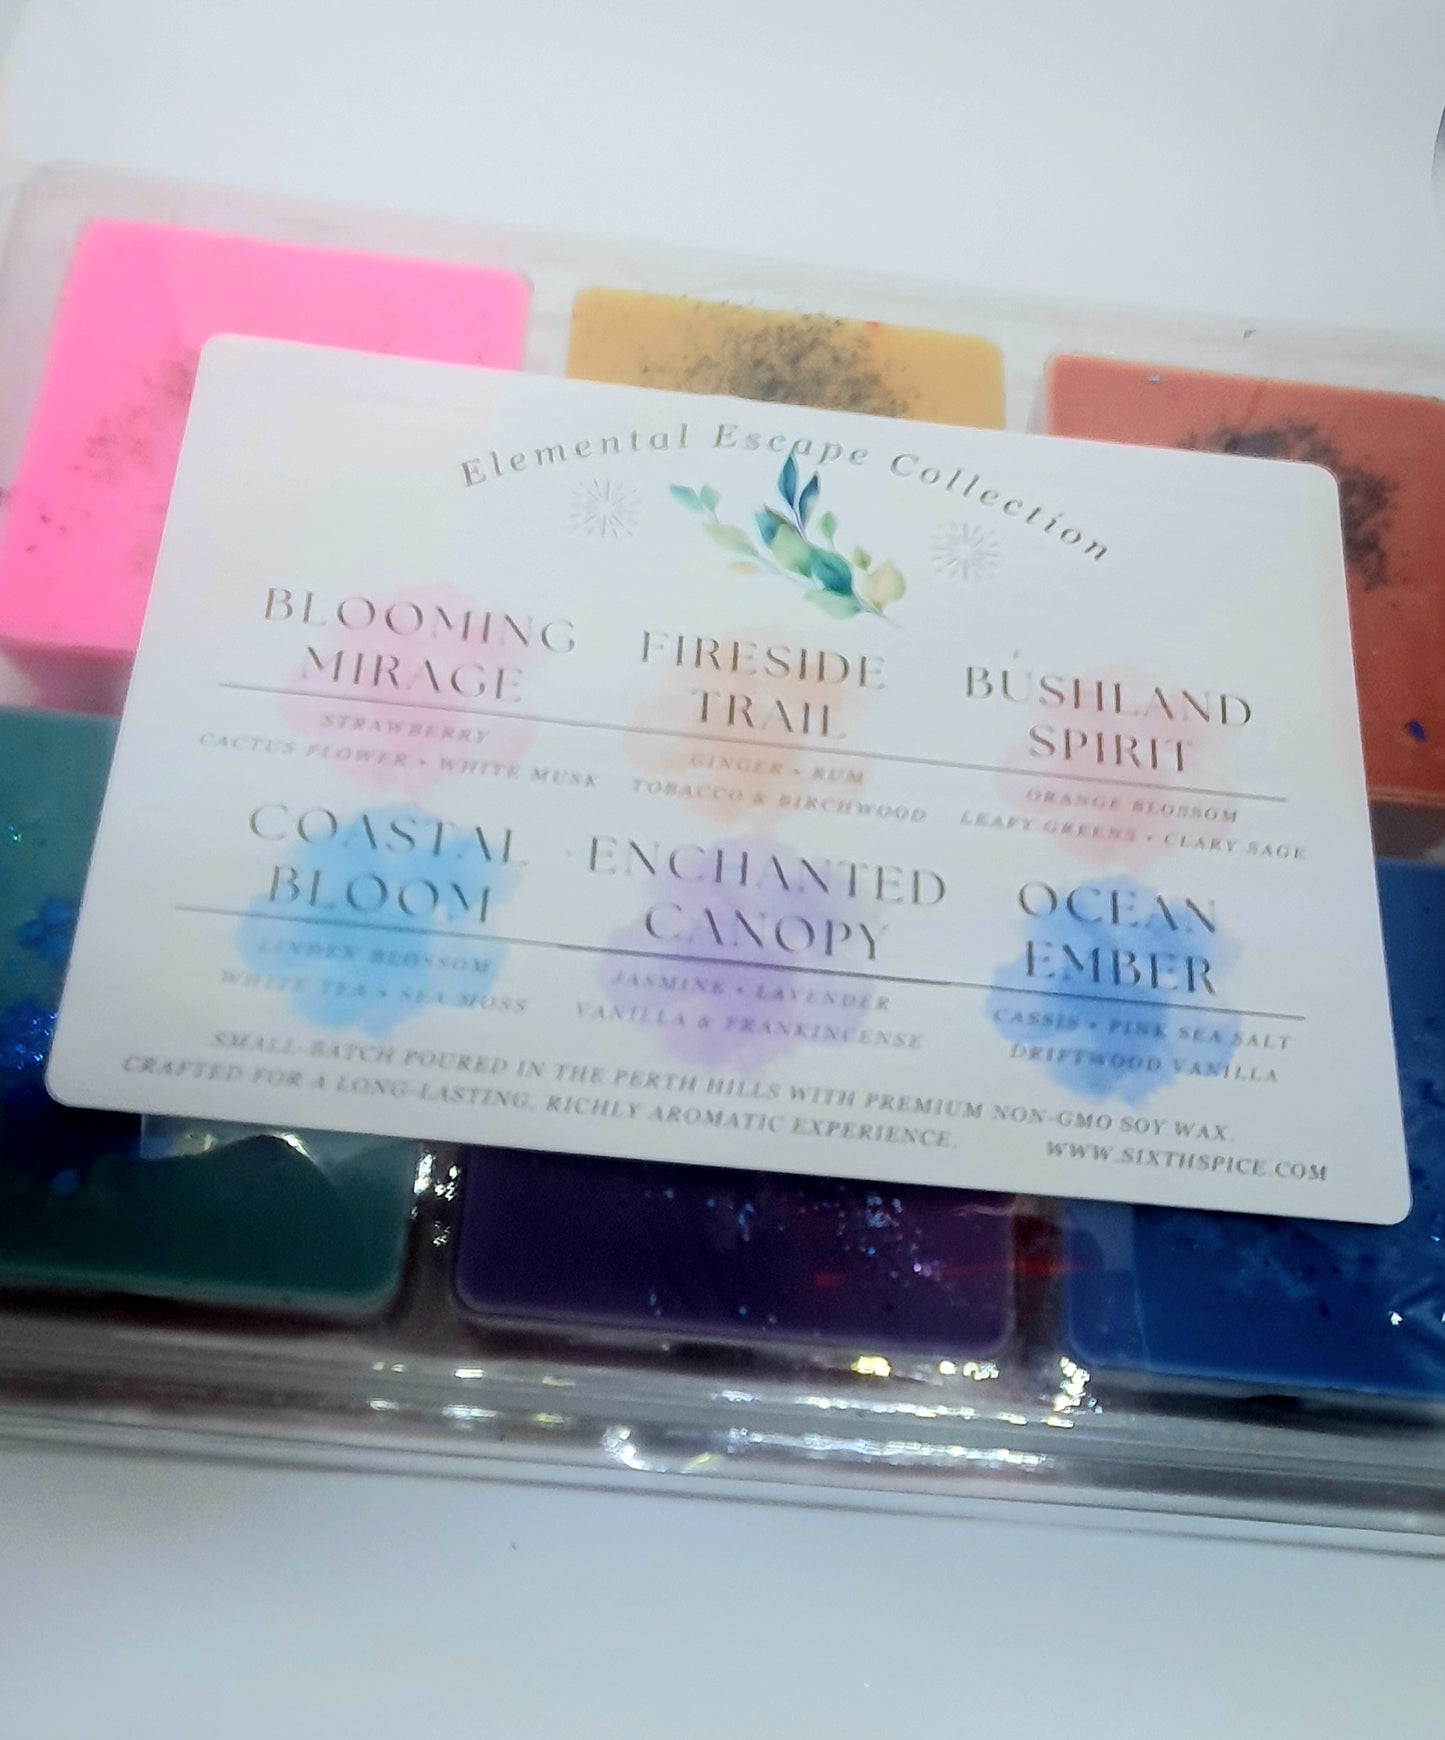 Elemental Escape Collection
BLOOMING
MIRAGE
STRAWBERRY
CACTUS FLOWER • WHITE MUSK
FIRESIDE
TRAIL
GINGER • RUM
TOBACCO & BIRCHWOOD
BUSHLAND
SPIRIT
ORANGE BLOSSOM
LEAFY GREENS • CLARY SAGE
COASTAL
BLOOM
LINDEN BLOSSOM
WHITE TEA • SEA MOSS
ENCHANTED
CANOPY
JASMINE • LAVENDER
VANILLA & FRANKINCENSE
OCEAN
EMBER
CASSIS • PINK SEA SALT
DRIFTWOOD VANILLA
SMALL-BATCH POURED IN THE PERTH HILLS WITH PREMIUM NON-GMO SOY WAX.
CRAFTED FOR A LONG-LASTING, RICHLY AROMATIC EXPERIENCE.
WWW.SIXTHSPICE.COM